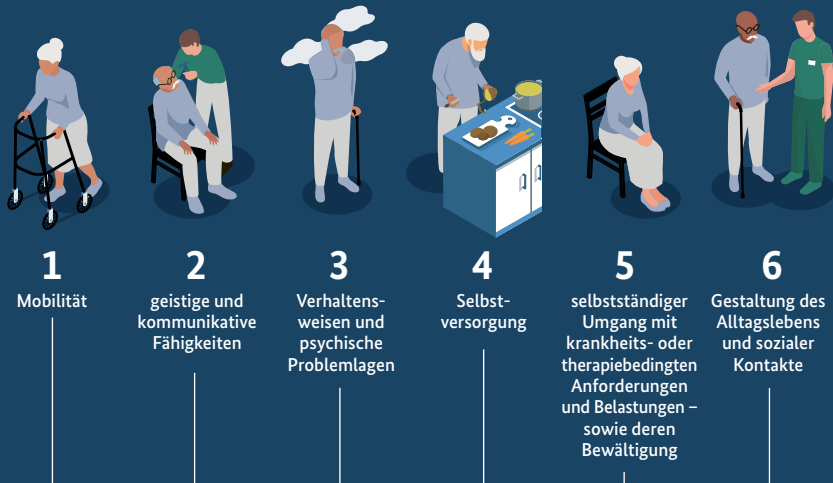 1
Mobilität
2
geistige und
kommunikative
Fähigkeiten
3
Verhaltens-
weisen und
psychische
Problemlagen
4
Selbst-
versorgung
5
selbstständiger
Umgang mit
krankheits- oder
therapiebedingten
Anforderungen
und Belastungen –
sowie deren
Bewältigung
6
Gestaltung des
Alltagslebens
und sozialer
Kontakte